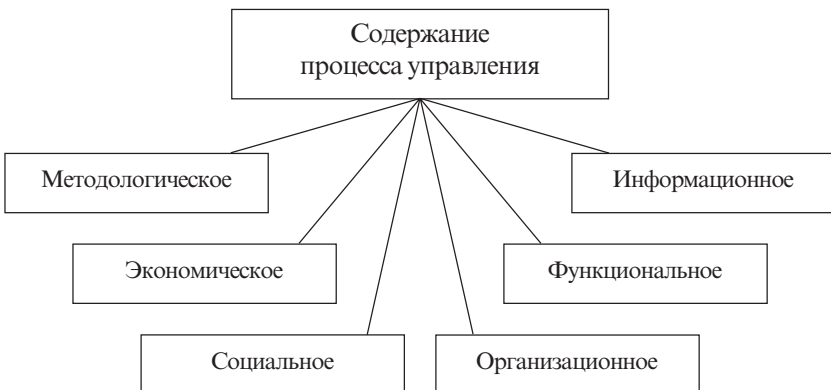 Содержание
процесса управления
Методологическое
Информационное
Экономическое
Функциональное
Социальное
Организационное